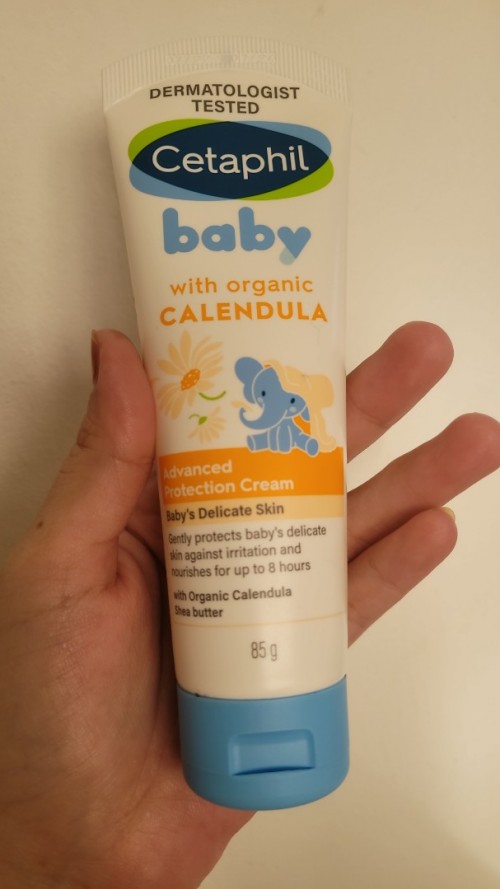 DERMATOLOGIST
TESTED
Cetaphil
baby
with organic
CALENDULA
Advanced
Protection Cream
Baby's Delicate Skin
Gently protects baby's delicate
skin against irritation and
nourishes for up to 8 hours
with Organic Calendula
Shea butter
85 g